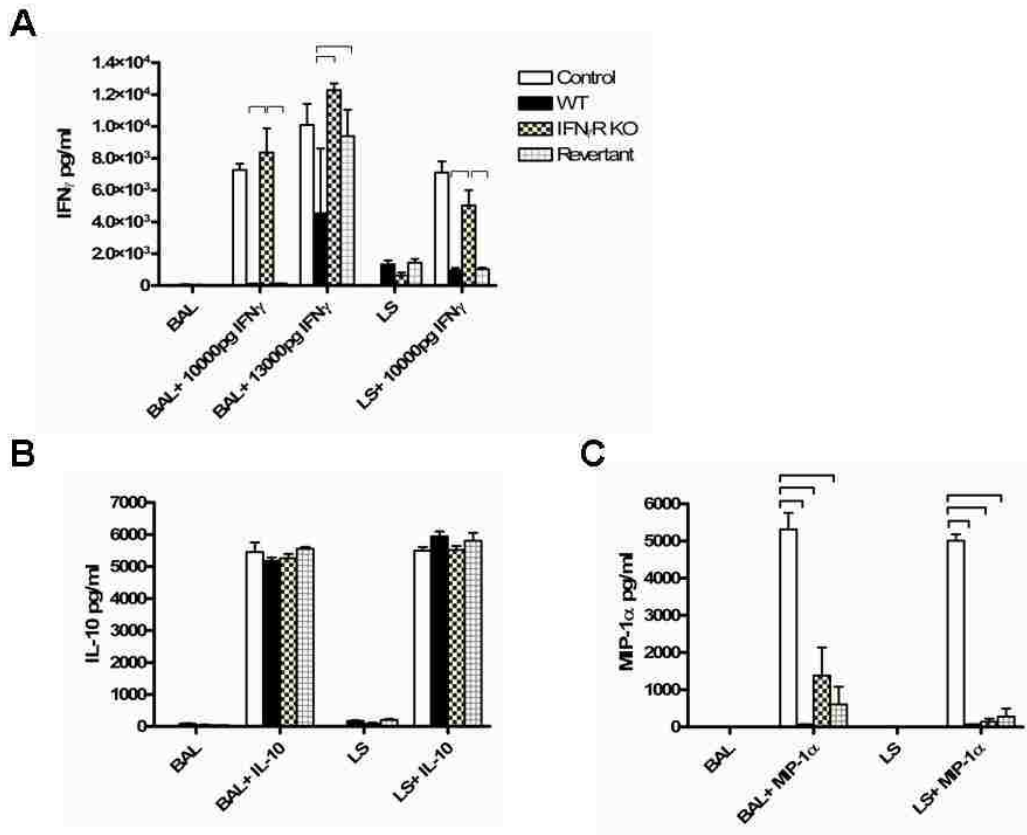 A
IFNγ pg/ml
1.4×10⁴
1.2×10⁴
1.0×10⁴
8.0×10³
6.0×10³
4.0×10³
2.0×10³
0
BAL
BAL+ 10000pg IFNγ
BAL+ 13000pg IFNγ
LS
LS+ 10000pg IFNγ
Control
WT
IFNγR KO
Revertant
B
IL-10 pg/ml
7000
6000
5000
4000
3000
2000
1000
0
BAL
BAL+ IL-10
LS
LS+ IL-10
C
MIP-1α pg/ml
6000
5000
4000
3000
2000
1000
0
BAL
BAL+ MIP-1α
LS
LS+ MIP-1α